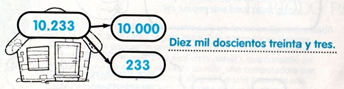 10.233
10.000
Diez mil doscientos treinta y tres.
233